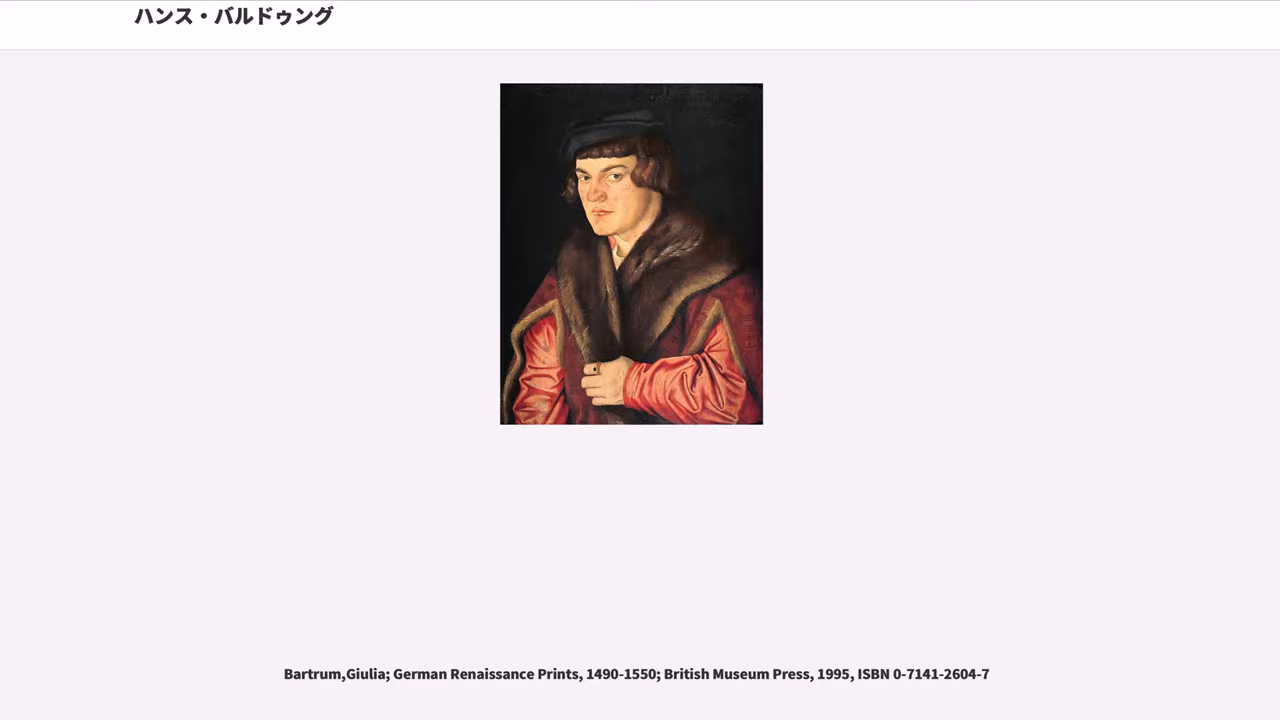 ハンス・バルドゥング
Bartrum,Giulia; German Renaissance Prints, 1490-1550; British Museum Press, 1995, ISBN 0-7141-2604-7